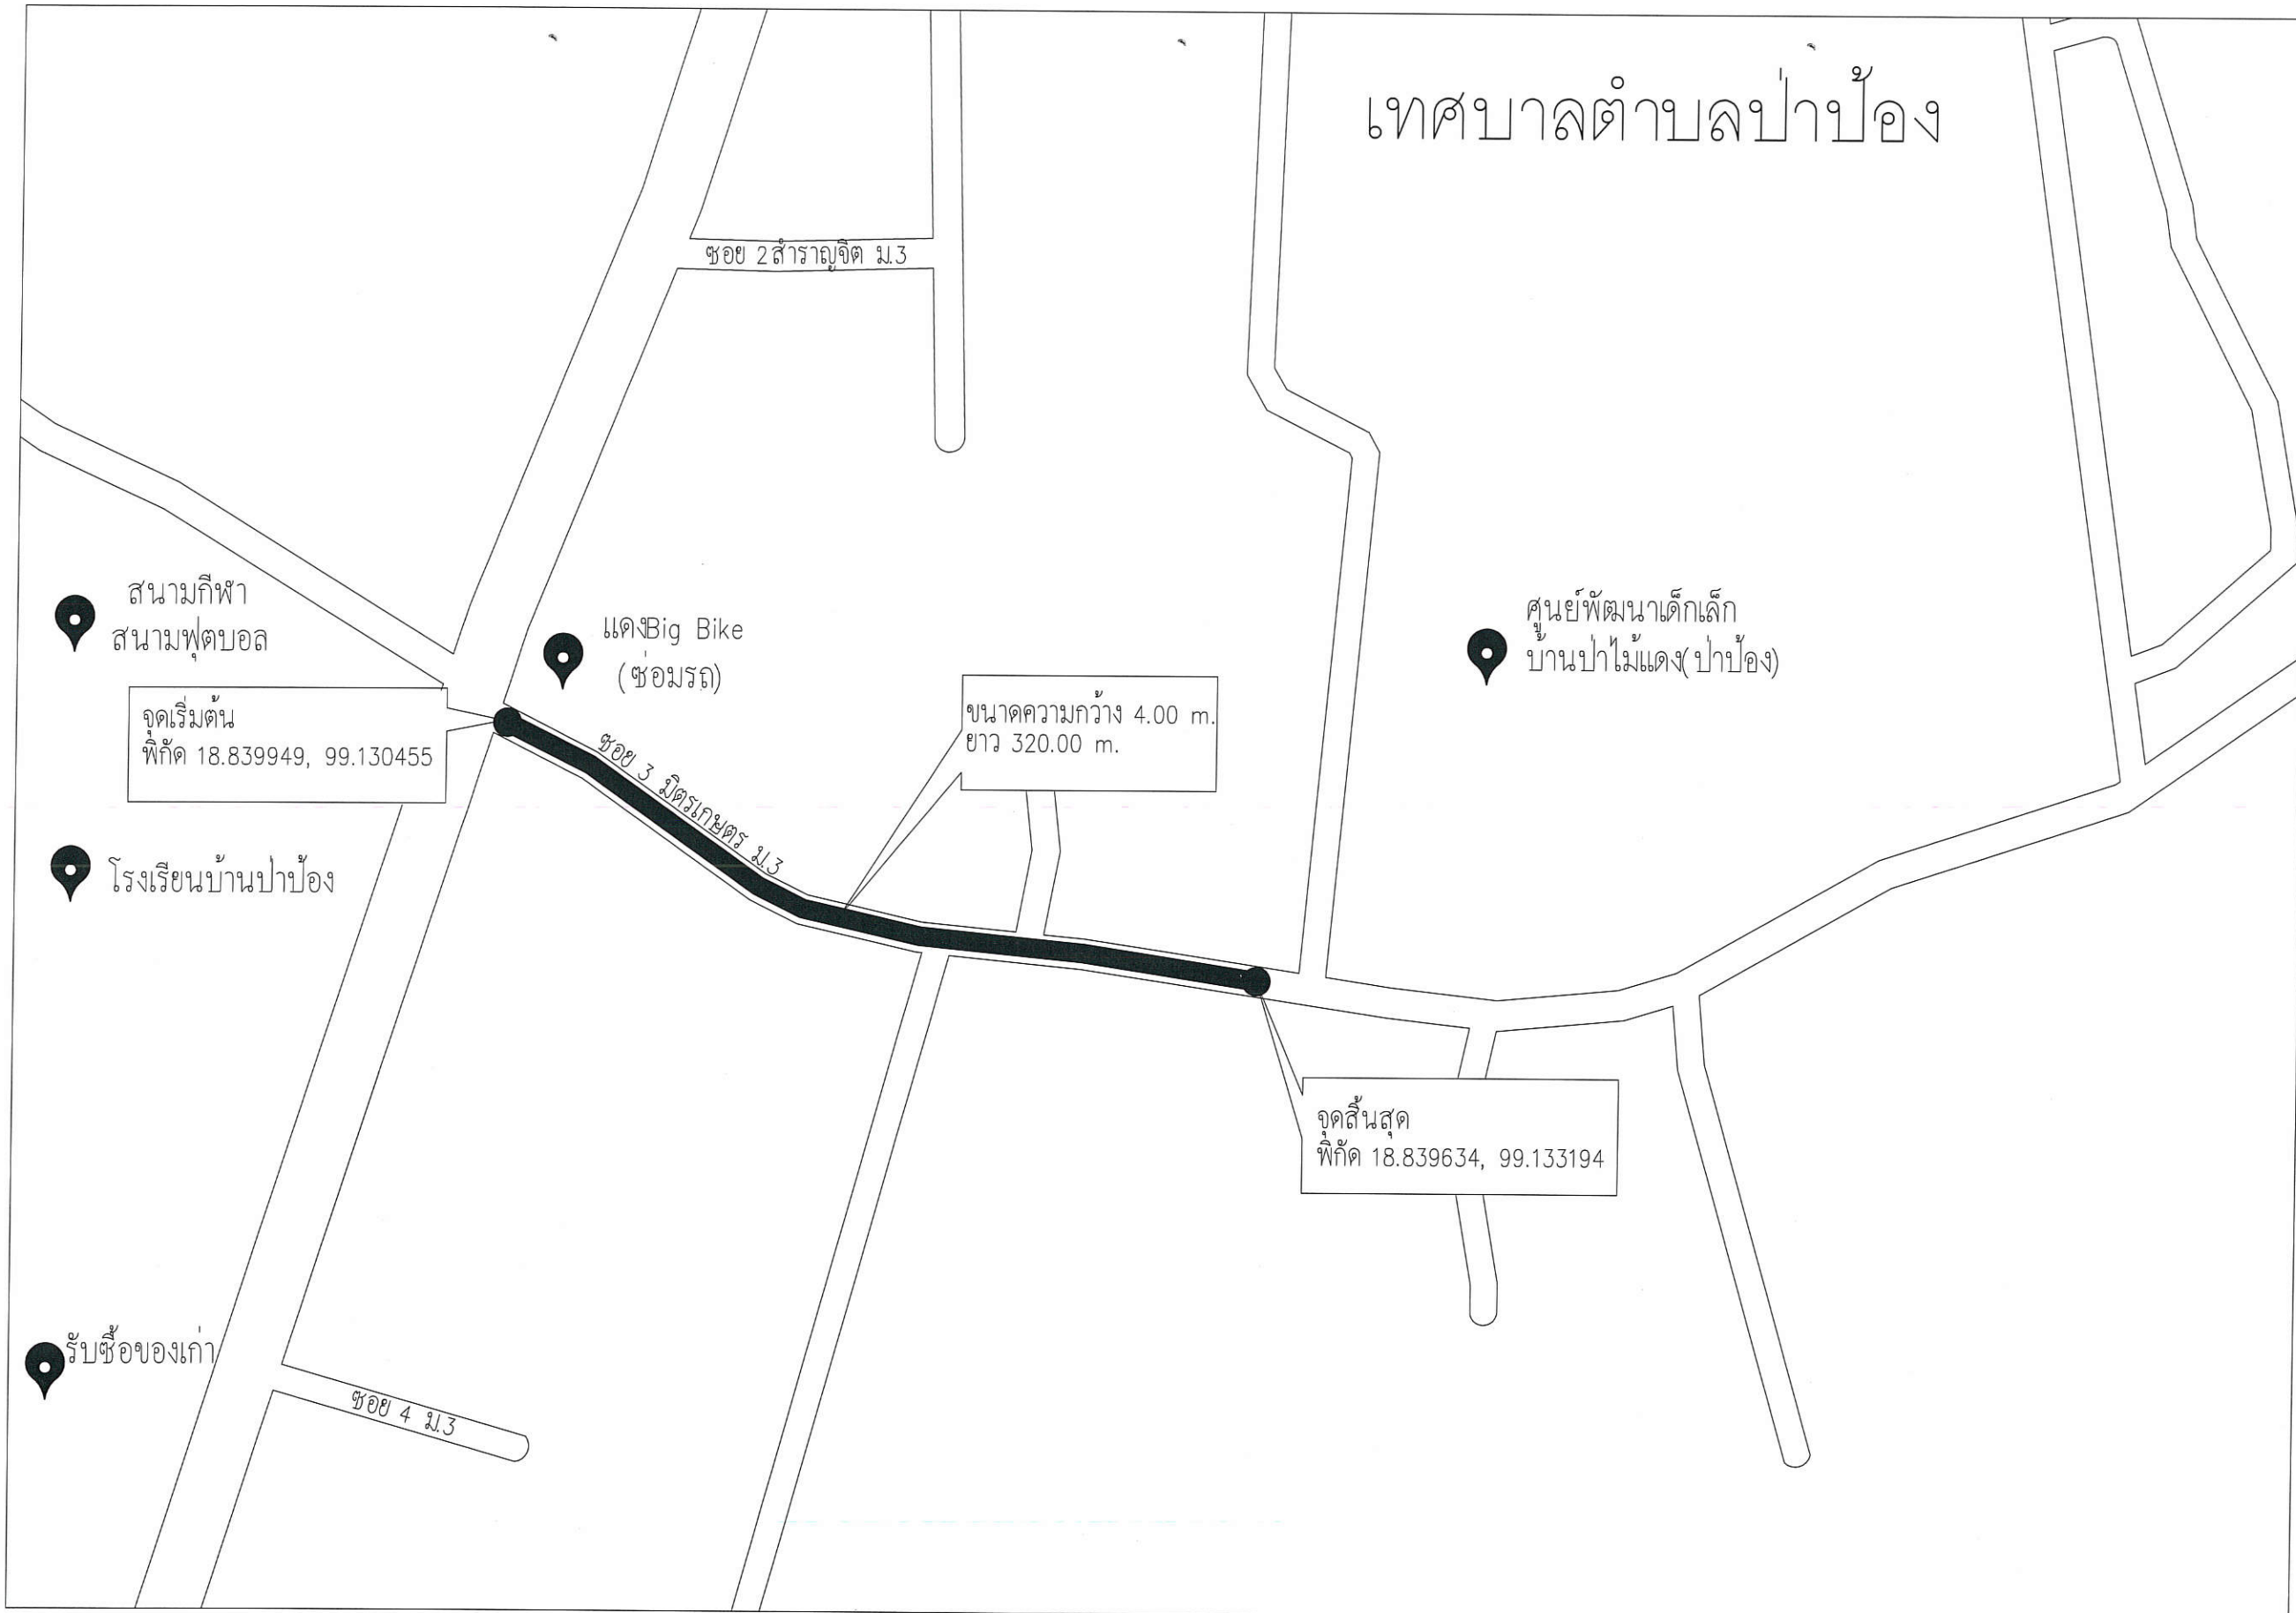 เทศบาลตำบลป่าป้อง
ซอย 2สำราญจิต ม.3
สนามกีฬา
สนามฟุตบอล
แดงBig Bike
(ซ่อมรถ)
ศูนย์พัฒนาเด็กเล็ก
บ้านป่าไม้แดง(ป่าป้อง)
จุดเริ่มต้น
พิกัด 18.839949, 99.130455
ขนาดความกว้าง 4.00 m.
ยาว 320.00 m.
ซอย 3 มิตรเกษตร ม.3
โรงเรียนบ้านป่าป้อง
จุดสิ้นสุด
พิกัด 18.839634, 99.133194
รับซื้อของเก่า
ซอย 4 ม.3